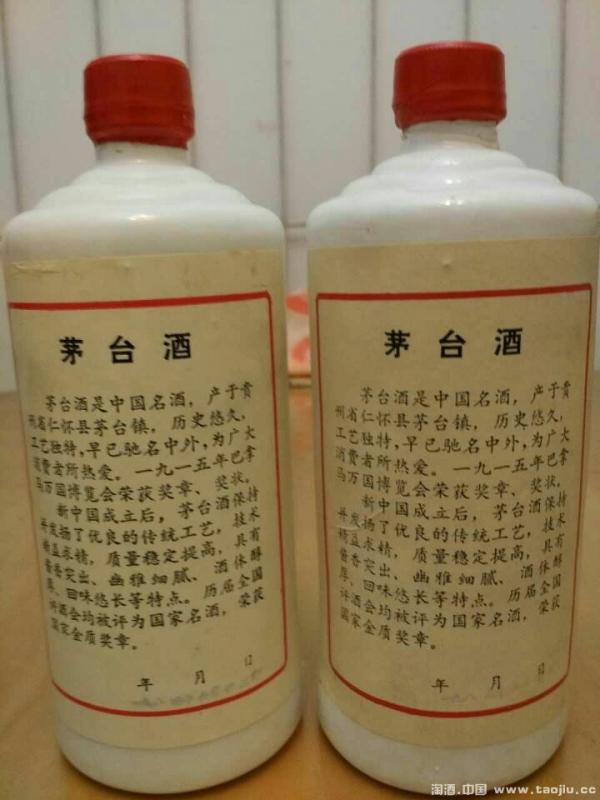 茅台酒
茅台酒是中国名酒，产于贵
州省仁怀县茅台镇，历史悠久，
工艺独特，早已驰名中外，为广大
消费者所热爱。一九一五年巴拿
马万国博览会荣获奖章、奖状。
新中国成立后，茅台酒保持
并发扬了优良的传统工艺，技术
精益求精，质量稳定提高，具有
酱香突出、幽雅细腻、酒体醇
厚、回味悠长等特点。历届全国
评酒会均被评为国家名酒，荣获
国家金质奖章。
年 月 日
茅台酒
茅台酒是中国名酒，产于贵
州省仁怀县茅台镇，历史悠久，
工艺独特，早已驰名中外，为广大
消费者所热爱。一九一五年巴拿
马万国博览会荣获奖章、奖状。
新中国成立后，茅台酒保持
并发扬了优良的传统工艺，技术
精益求精，质量稳定提高，具有
酱香突出、幽雅细腻、酒体醇
厚、回味悠长等特点。历届全国
评酒会均被评为国家名酒，荣获
国家金质奖章。
年 月 日
淘酒.中国 www.taojiu.cc